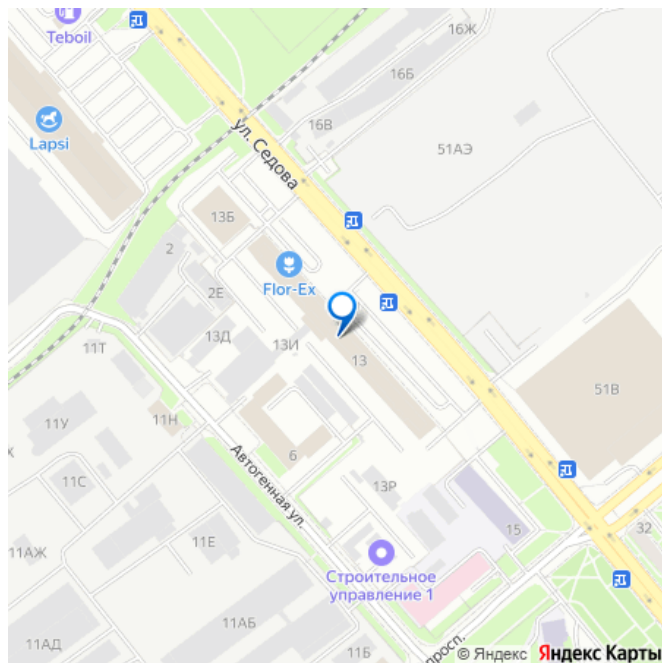 Teboil
16Ж
16Б
16В
Lapsi
ул. Седова
51АЭ
13Б
2
Flor-Ex
2Е
13Д
13И
11Т
13
51В
11У
11Н
6
х
11С
Автогенная ул.
13Р
15
32
11АЖ
11Е
Строительное
управление 1
11АБ
11АД
11Б
просп.
© Яндекс Яндекс Карты